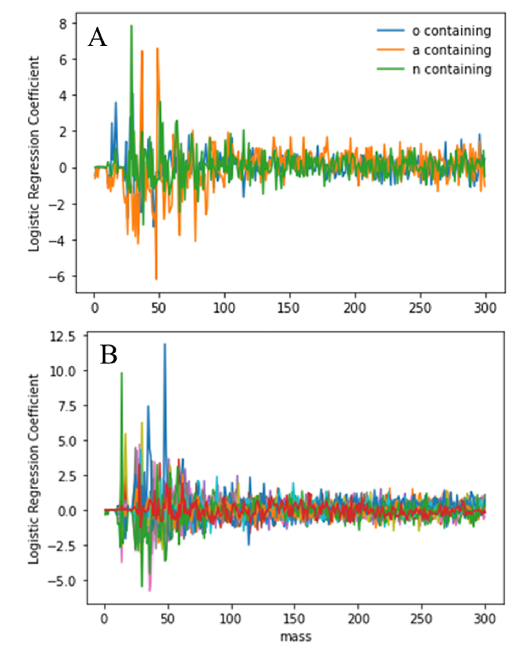 A
o containing
a containing
n containing
Logistic Regression Coefficient
8
6
4
2
0
−2
−4
−6
0 50 100 150 200 250 300
B
Logistic Regression Coefficient
12.5
10.0
7.5
5.0
2.5
0.0
−2.5
−5.0
0 50 100 150 200 250 300
mass